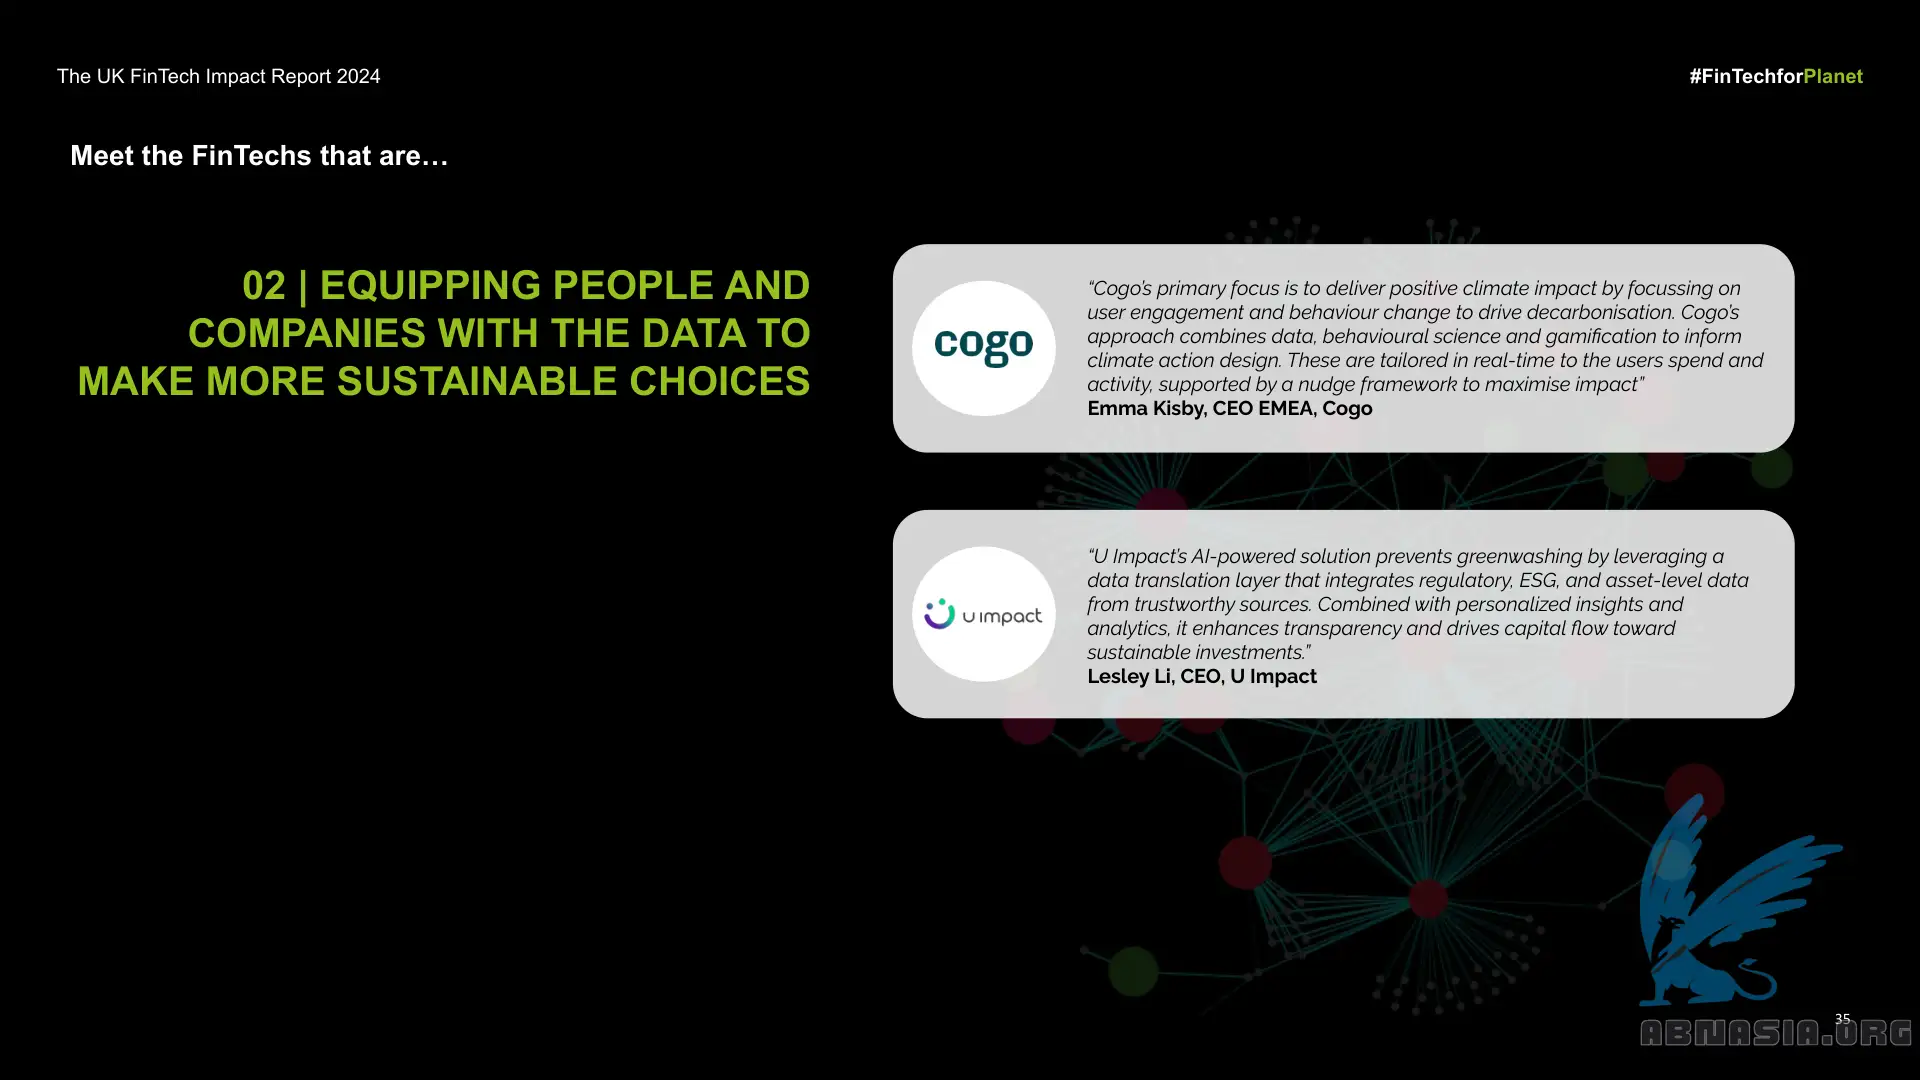 The UK FinTech Impact Report 2024
#FinTechforPlanet
Meet the FinTechs that are…
02 | EQUIPPING PEOPLE AND
COMPANIES WITH THE DATA TO
MAKE MORE SUSTAINABLE CHOICES
cogo
“Cogo’s primary focus is to deliver positive climate impact by focussing on
user engagement and behaviour change to drive decarbonisation. Cogo’s
approach combines data, behavioural science and gamification to inform
climate action design. These are tailored in real-time to the users spend and
activity, supported by a nudge framework to maximise impact”
Emma Kisby, CEO EMEA, Cogo
u impact
“U Impact’s AI-powered solution prevents greenwashing by leveraging a
data translation layer that integrates regulatory, ESG, and asset-level data
from trustworthy sources. Combined with personalized insights and
analytics, it enhances transparency and drives capital flow toward
sustainable investments.”
Lesley Li, CEO, U Impact
35
ABNASIA.ORG